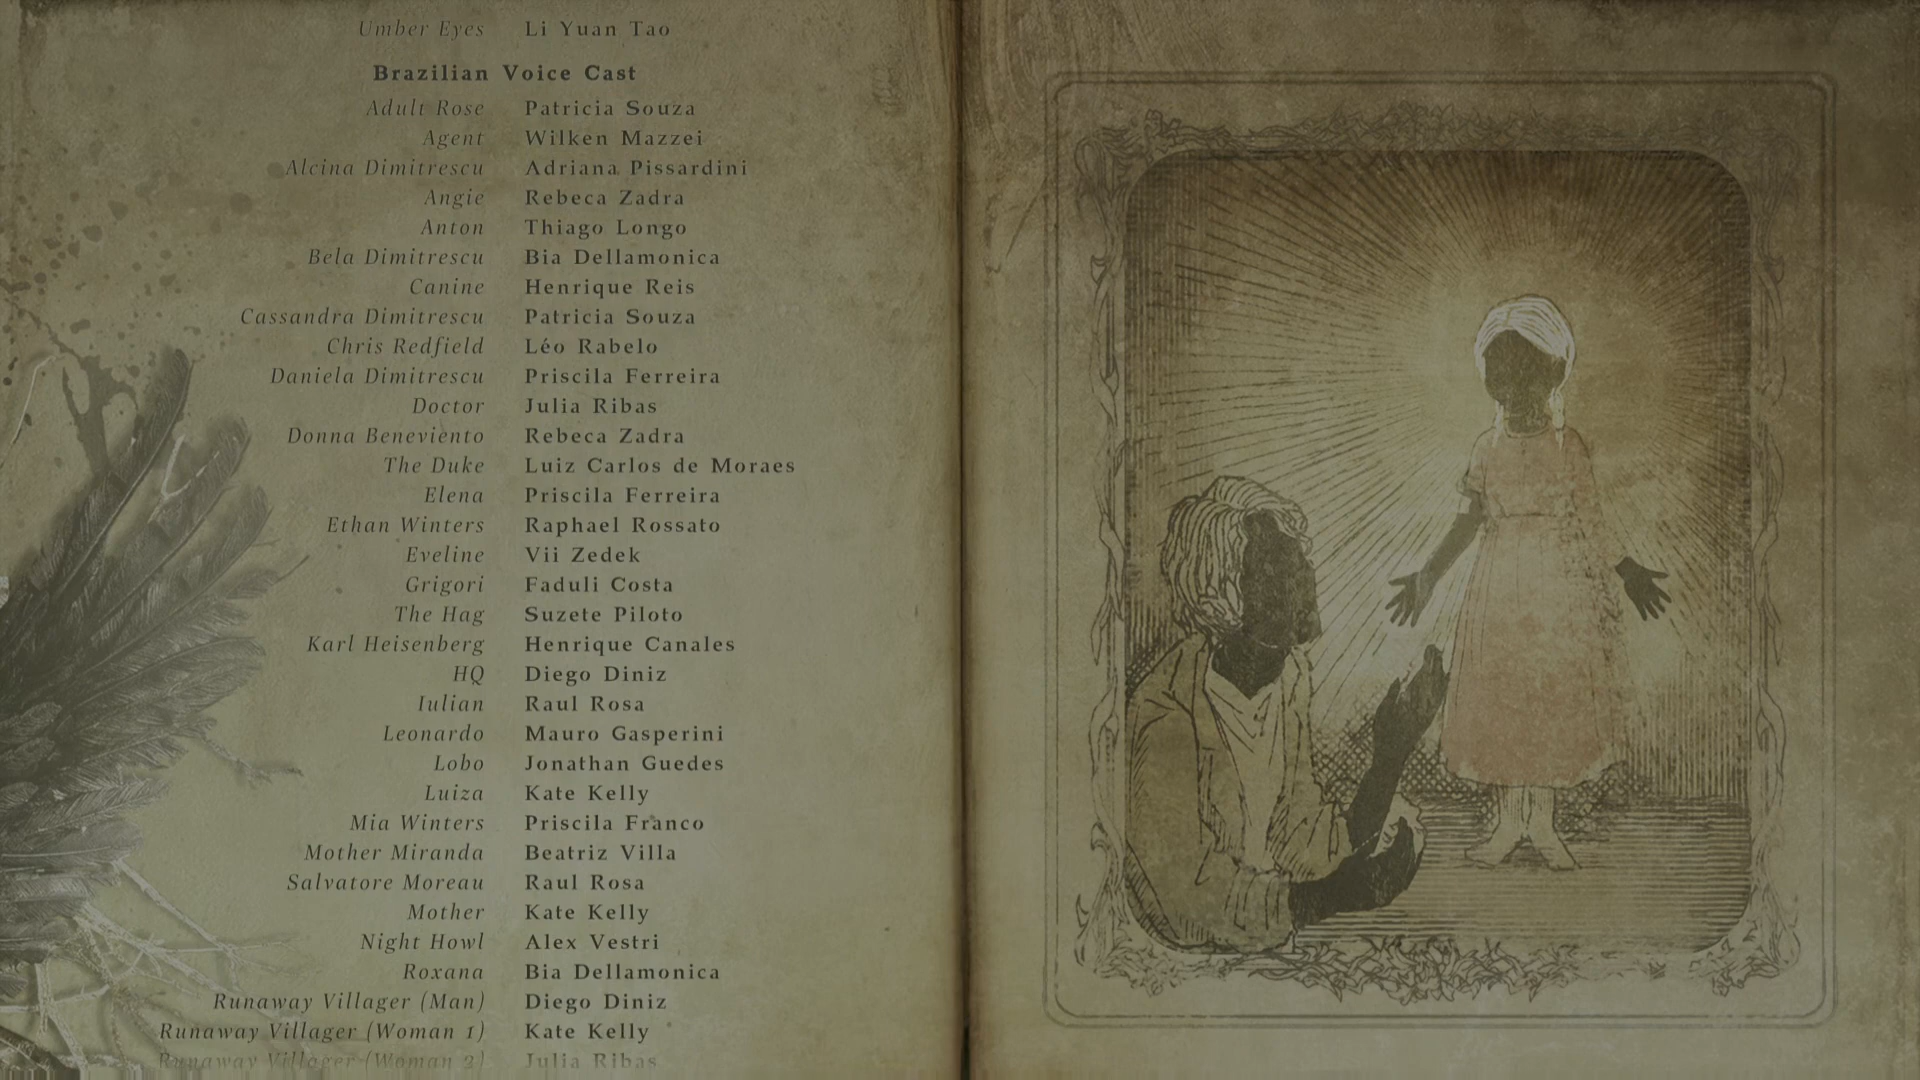 Umber Eyes Li Yuan Tao
Brazilian Voice Cast
Adult Rose Patricia Souza
Agent Wilken Mazzei
Alcina Dimitrescu Adriana Pissardini
Angie Rebeca Zadra
Anton Thiago Longo
Bela Dimitrescu Bia Dellamonica
Canine Henrique Reis
Cassandra Dimitrescu Patricia Souza
Chris Redfield Léo Rabelo
Daniela Dimitrescu Priscila Ferreira
Doctor Julia Ribas
Donna Beneviento Rebeca Zadra
The Duke Luiz Carlos de Moraes
Elena Priscila Ferreira
Ethan Winters Raphael Rossato
Eveline Vii Zedek
Grigori Faduli Costa
The Hag Suzete Piloto
Karl Heisenberg Henrique Canales
HQ Diego Diniz
Iulian Raul Rosa
Leonardo Mauro Gasperini
Lobo Jonathan Guedes
Luiza Kate Kelly
Mia Winters Priscila Franco
Mother Miranda Beatriz Villa
Salvatore Moreau Raul Rosa
Mother Kate Kelly
Night Howl Alex Vestri
Roxana Bia Dellamonica
Runaway Villager (Man) Diego Diniz
Runaway Villager (Woman 1) Kate Kelly
Runaway Villager (Woman 2) Julia Ribas